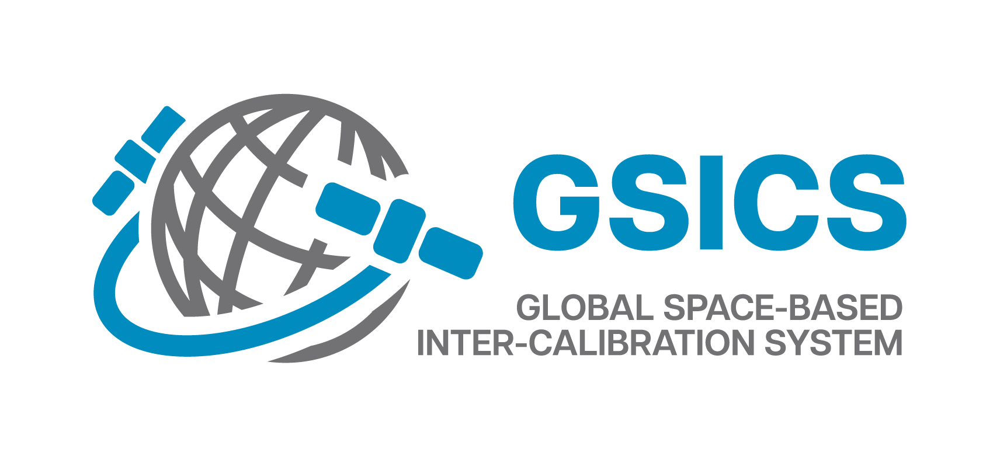 GSICS
GLOBAL SPACE-BASED
INTER-CALIBRATION SYSTEM